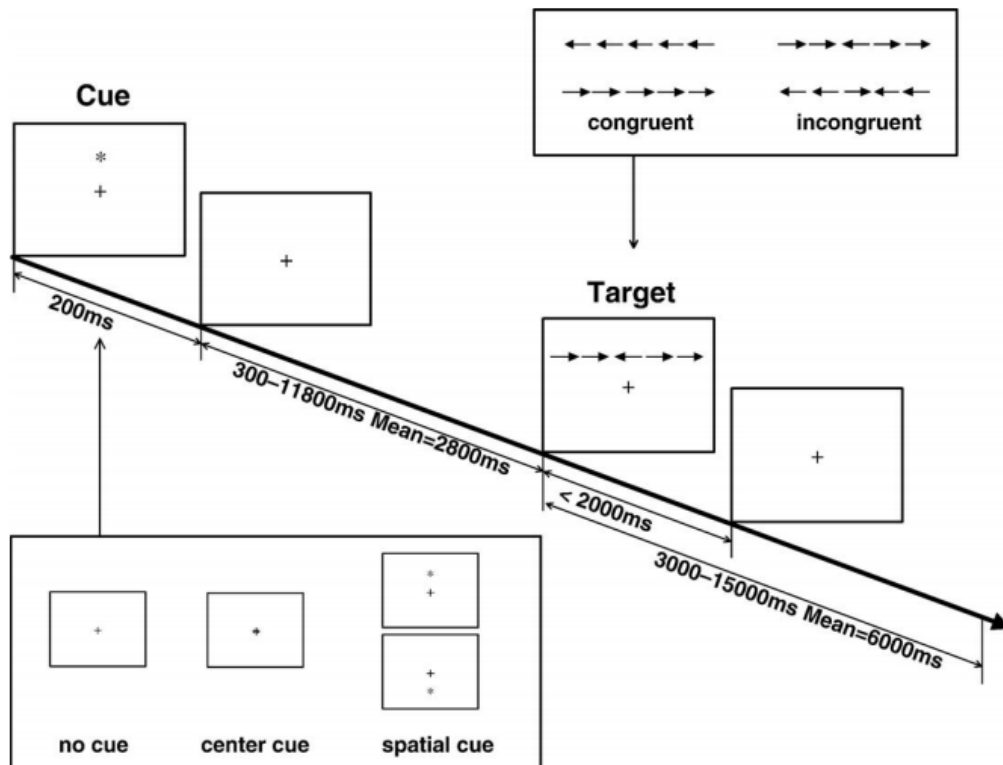 Cue
200ms
300–11800ms Mean=2800ms
congruent
incongruent
Target
< 2000ms
3000–15000ms Mean=6000ms
no cue
center cue
spatial cue